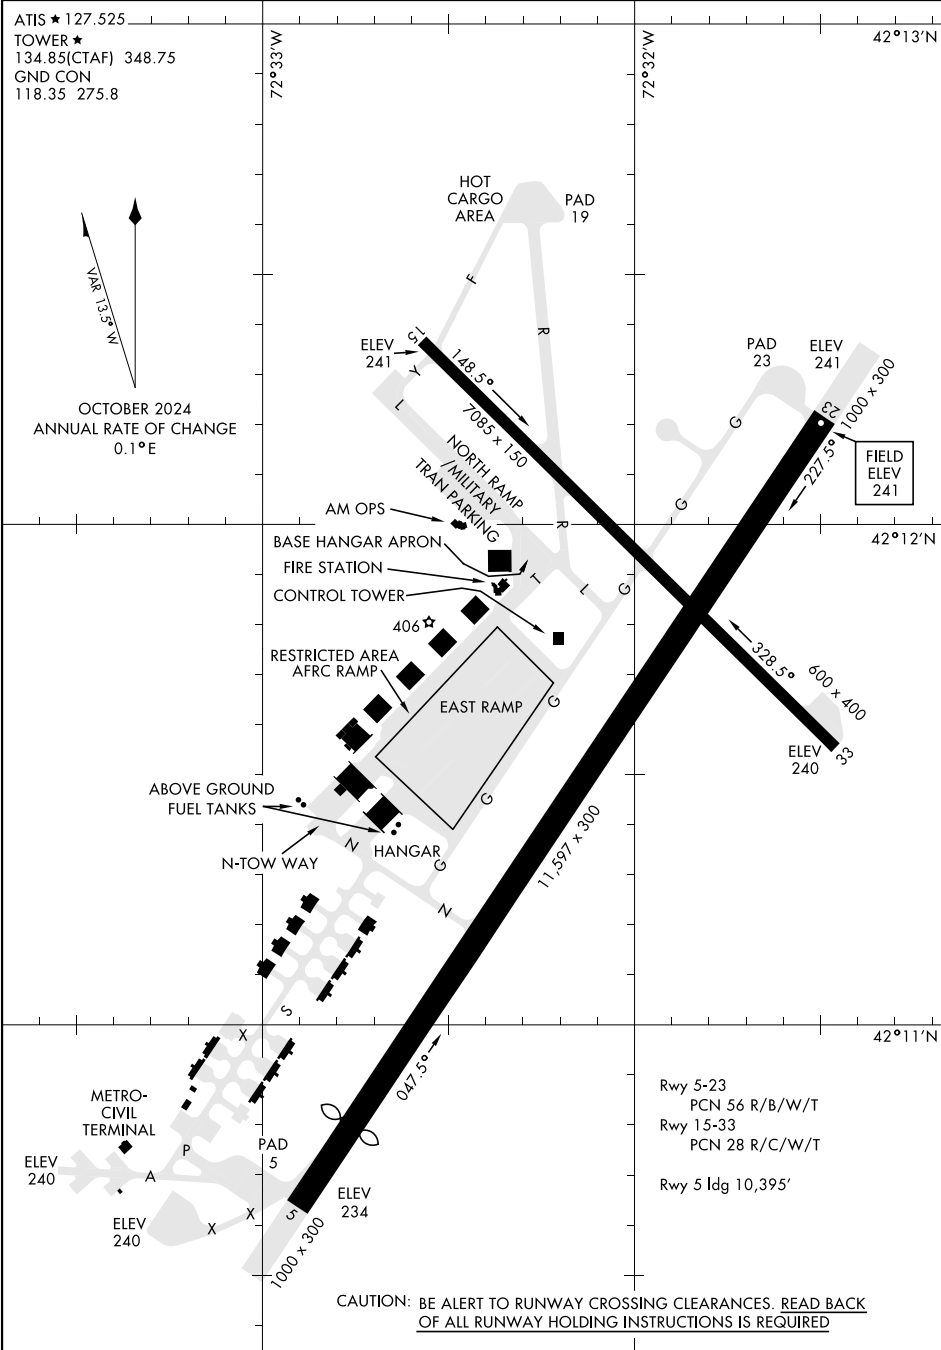 ATIS ★ 127.525
TOWER ★
134.85(CTAF) 348.75
GND CON
118.35 275.8
72°33'W
72°32'W
42°13'N
VAR 13.5° W
OCTOBER 2024
ANNUAL RATE OF CHANGE
0.1° E
HOT
CARGO
AREA
PAD
19
F
R
ELEV
241
15
148.5°
7085 x 150
Y
L
PAD
23
ELEV
241
1000 x 300
23
G
227.5°
FIELD
ELEV
241
G
NORTH RAMP
/MILITARY
TRAN PARKING
R
AM OPS
42°12'N
BASE HANGAR APRON
FIRE STATION
CONTROL TOWER
T
L
G
406
328.5°
600 x 400
RESTRICTED AREA
AFRC RAMP
EAST RAMP
G
ELEV
240
33
ABOVE GROUND
FUEL TANKS
G
N
HANGAR
N-TOW WAY
G
11,597 x 300
N
S
X
42°11'N
047.5°
METRO-
CIVIL
TERMINAL
Rwy 5-23
PCN 56 R/B/W/T
Rwy 15-33
PCN 28 R/C/W/T
Rwy 5 ldg 10,395'
P
PAD
5
ELEV
240
A
ELEV
234
X
X
5
ELEV
240
1000 x 300
CAUTION: BE ALERT TO RUNWAY CROSSING CLEARANCES. READ BACK
OF ALL RUNWAY HOLDING INSTRUCTIONS IS REQUIRED